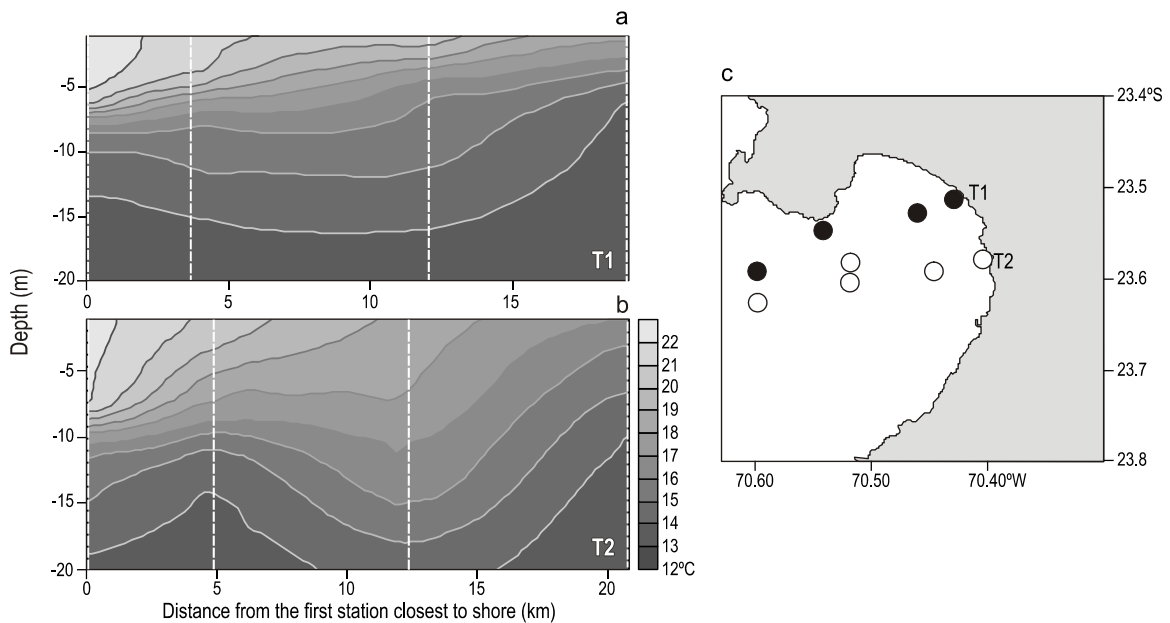 a
-5
-10
-15
-20
T1
0
5
10
15
b
-5
-10
-15
-20
T2
0
5
10
15
20
Depth (m)
Distance from the first station closest to shore (km)
22
21
20
19
18
17
16
15
14
13
12ºC
c
T1
T2
23.4ºS
23.5
23.6
23.7
23.8
70.60
70.50
70.40ºW